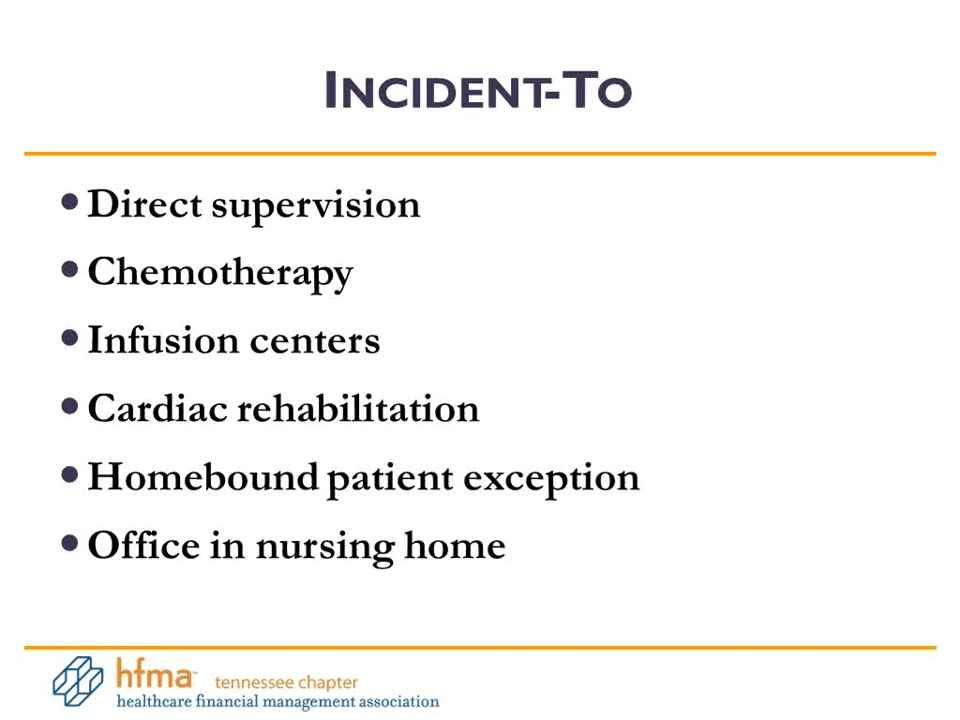 INCIDENT-TO
• Direct supervision
• Chemotherapy
• Infusion centers
• Cardiac rehabilitation
• Homebound patient exception
• Office in nursing home
hfma™ tennessee chapter
healthcare financial management association